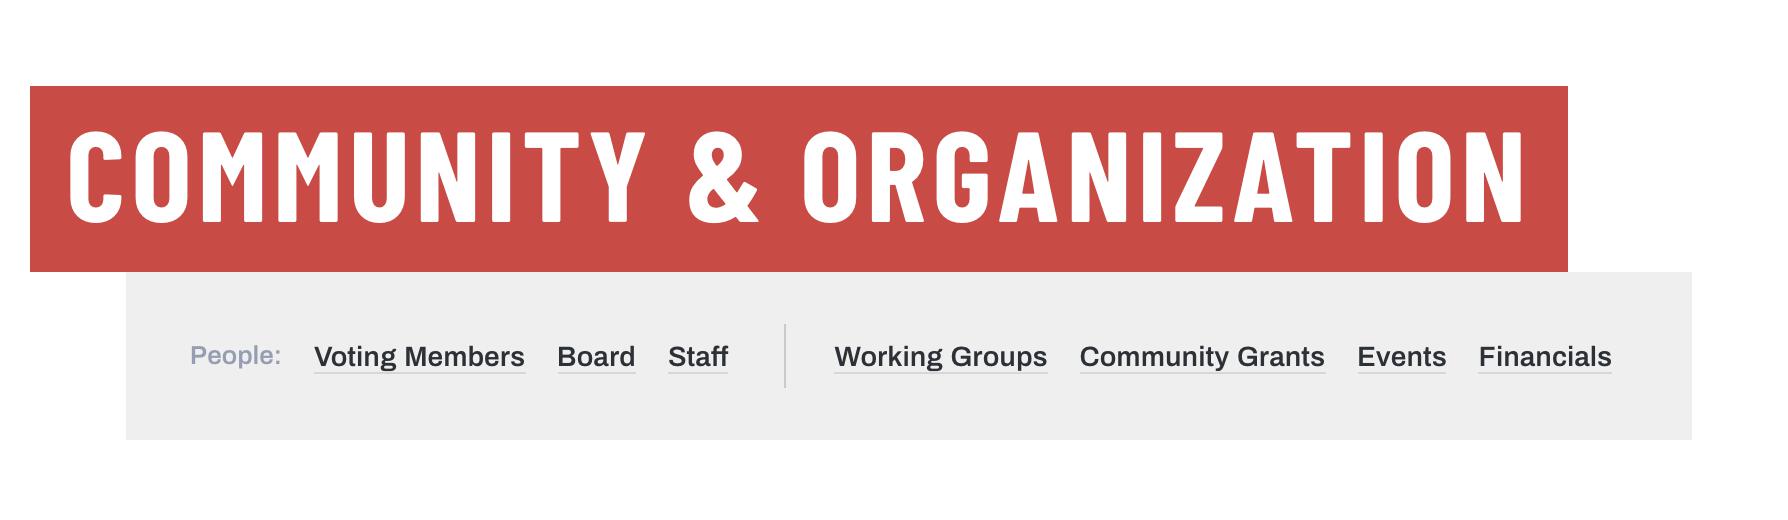 COMMUNITY & ORGANIZATION
People: Voting Members Board Staff Working Groups Community Grants Events Financials